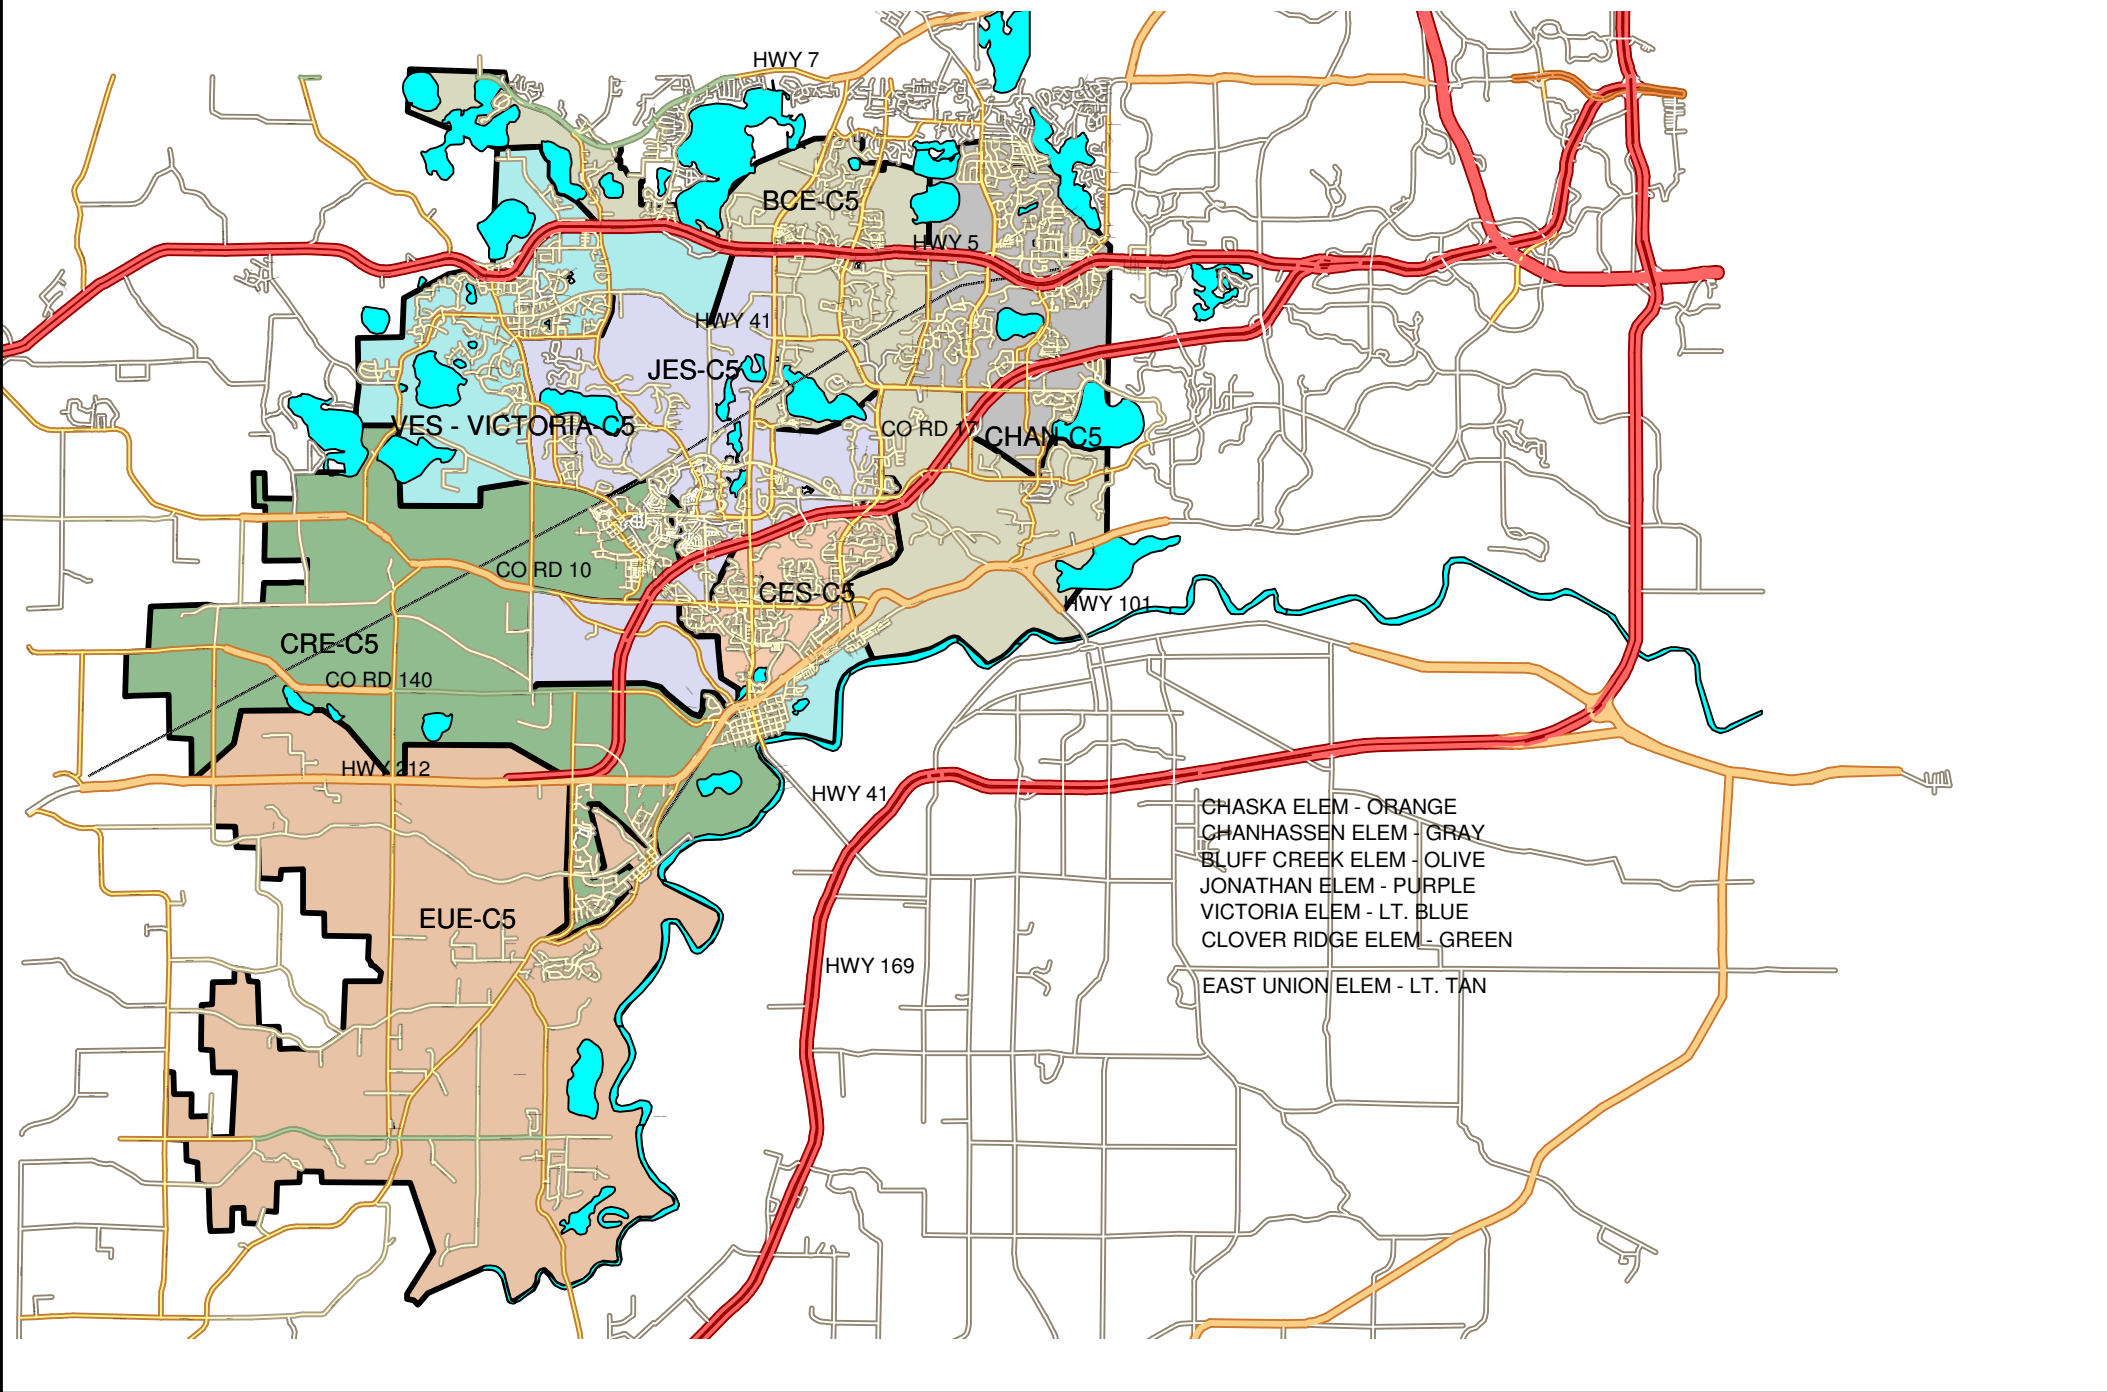 HWY 7
BCE-C5
HWY 5
HWY 41
JES-C5
VES - VICTORIA-C5
CO RD 17
CHAN-C5
CO RD 10
CES-C5
HWY 101
CRE-C5
CO RD 140
HWY 212
HWY 41
CHASKA ELEM - ORANGE
CHANHASSEN ELEM - GRAY
BLUFF CREEK ELEM - OLIVE
JONATHAN ELEM - PURPLE
VICTORIA ELEM - LT. BLUE
CLOVER RIDGE ELEM - GREEN
EAST UNION ELEM - LT. TAN
EUE-C5
HWY 169